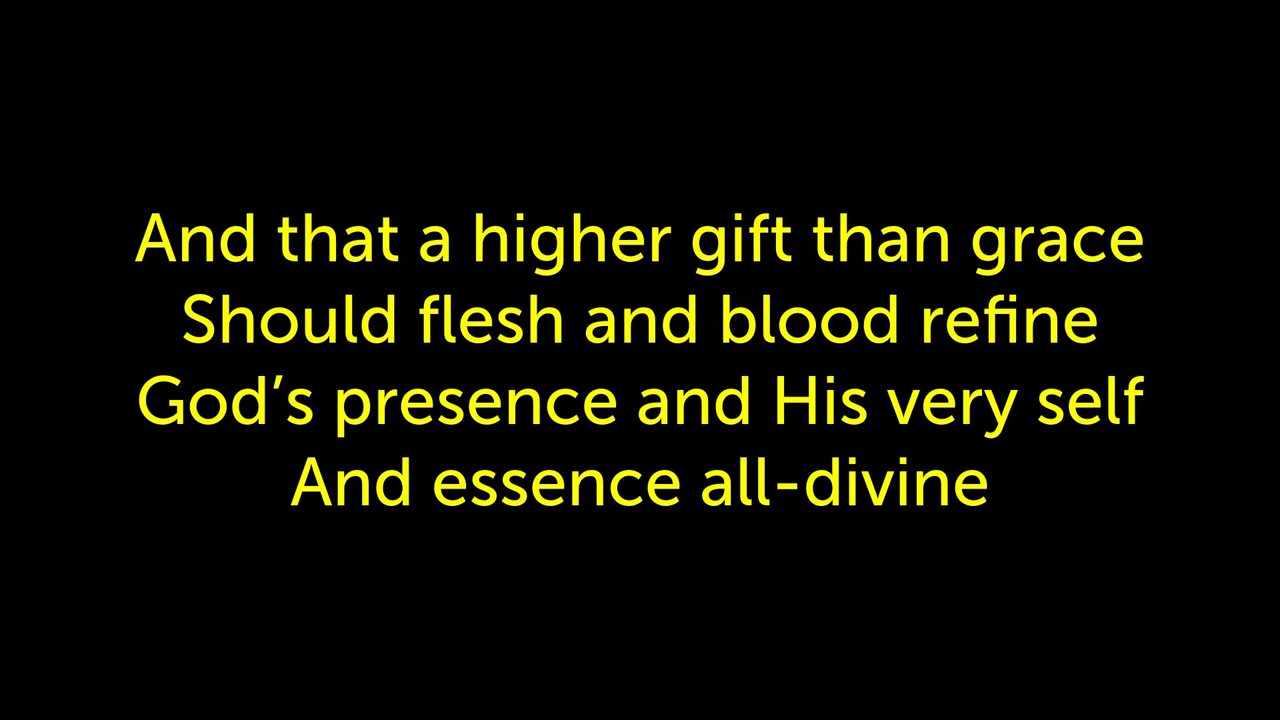 And that a higher gift than grace
Should flesh and blood refine
God’s presence and His very self
And essence all-divine